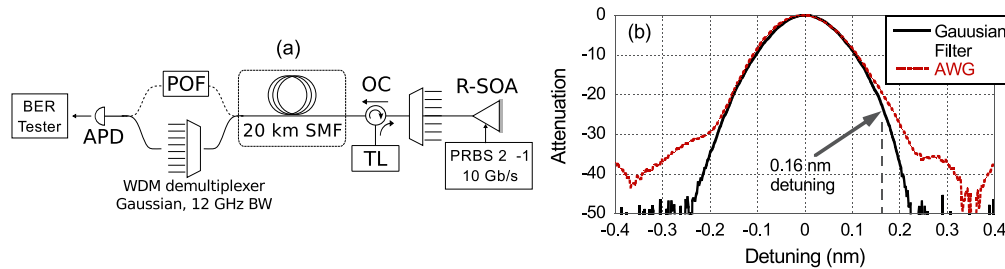 (a)
POF
OC
R-SOA
BER
Tester
APD
20 km SMF
TL
PRBS 2 -1
10 Gb/s
WDM demultiplexer
Gaussian, 12 GHz BW
(b)
Gauusian
Filter
AWG
0.16 nm
detuning
Attenuation
0
-10
-20
-30
-40
-50
-0.4 -0.3 -0.2 -0.1 0 0.1 0.2 0.3 0.4
Detuning (nm)